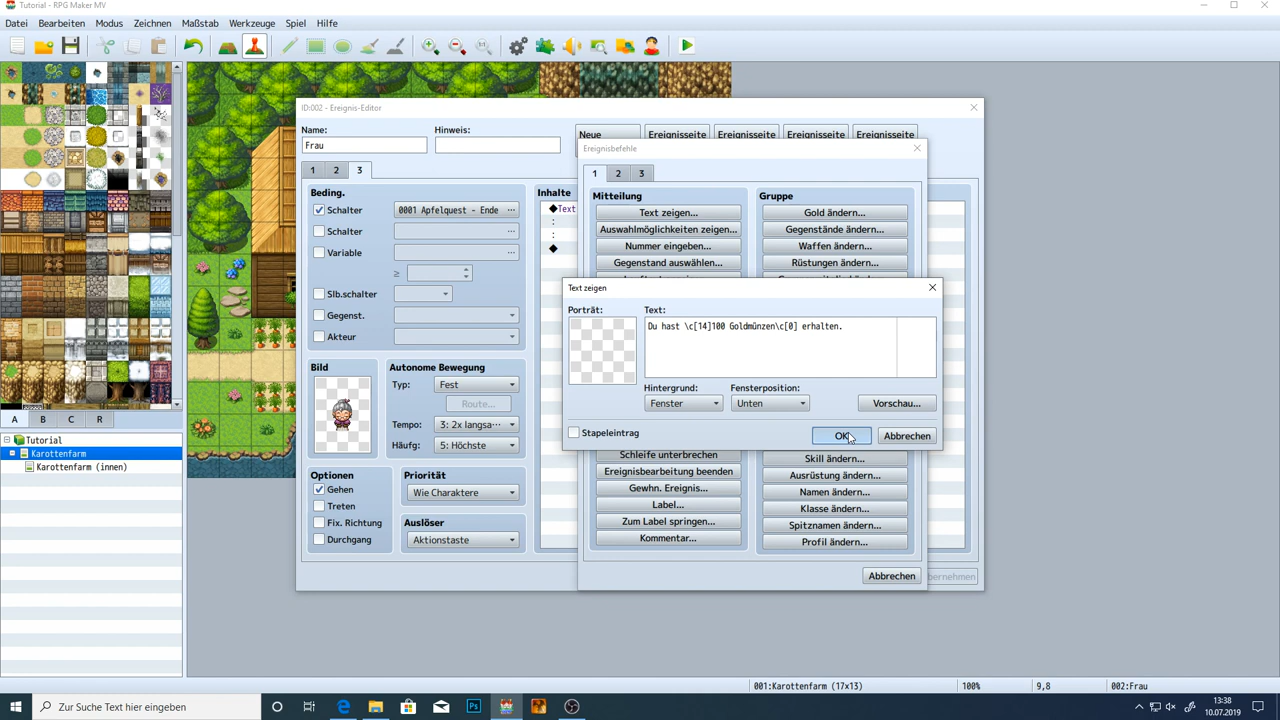 Tutorial - RPG Maker MV
Datei Bearbeiten Modus Zeichnen Maßstab Werkzeuge Spiel Hilfe
ID:002 - Ereignis-Editor
Name: Hinweis:
Frau
Neue Ereignisseite Ereignisseite Ereignisseite Ereignisseite
Ereignisbefehle
1 2 3
1 2 3
Beding. Inhalte
Mitteilung Gruppe
Schalter 0001 Apfelquest - Ende ...
◆Text
Text zeigen... Gold ändern...
Schalter ...
:
Auswahlmöglichkeiten zeigen... Gegenstände ändern...
:
Nummer eingeben... Waffen ändern...
Variable ...
◆
Gegenstand auswählen... Rüstungen ändern...
≥
Slb.schalter
Gegenst.
Akteur
Text zeigen
Porträt: Text:
Du hast \c[14]100 Goldmünzen\c[0] erhalten.
Hintergrund: Fensterposition:
Fenster Unten Vorschau...
Stapeleintrag OK Abbrechen
Bild Autonome Bewegung
Typ: Fest
Route...
Tempo: 3: 2x langsa...
Häufig: 5: Höchste
Schleife unterbrechen Skill ändern...
Ereignisbearbeitung beenden Ausrüstung ändern...
Gewhn. Ereignis... Namen ändern...
Label... Klasse ändern...
Zum Label springen... Spitznamen ändern...
Kommentar... Profil ändern...
Optionen Priorität
Gehen Wie Charaktere
Treten
Fix. Richtung Auslöser
Durchgang Aktionstaste
Abbrechen
A B C R
Tutorial
Karottenfarm
Karottenfarm (innen)
001:Karottenfarm (17×13) 100% 9,8 002:Frau
Zur Suche Text hier eingeben
13:38
10.07.2019